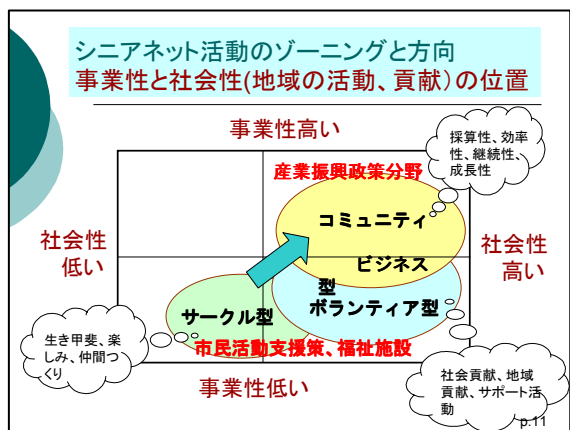 シニアネット活動のゾーニングと方向
事業性と社会性(地域の活動、貢献）の位置
事業性高い
採算性、効率
性、継続性、
成長性
産業振興政策分野
コミュニティ
社会性
低い
社会性
高い
ビジネス
型
ボランティア型
サークル型
生き甲斐、楽
しみ、仲間つ
くり
市民活動支援策、福祉施設
事業性低い
社会貢献、地域
貢献、サポート活
動
p.11